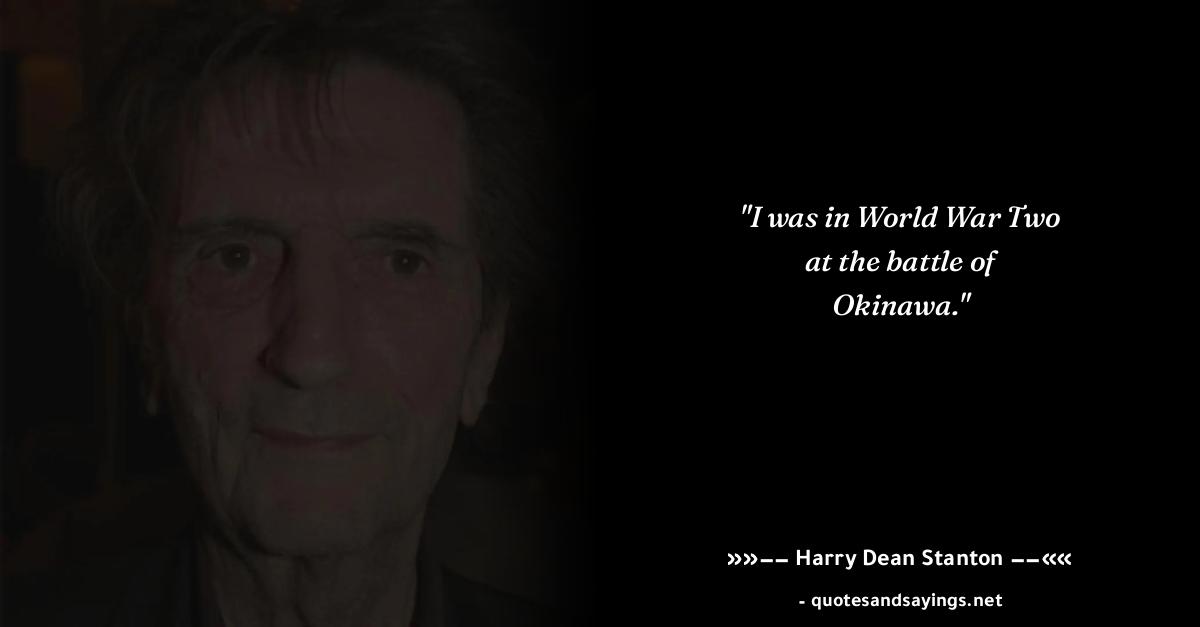 "I was in World War Two
at the battle of
Okinawa."
»»−− Harry Dean Stanton −−««
- quotesandsayings.net